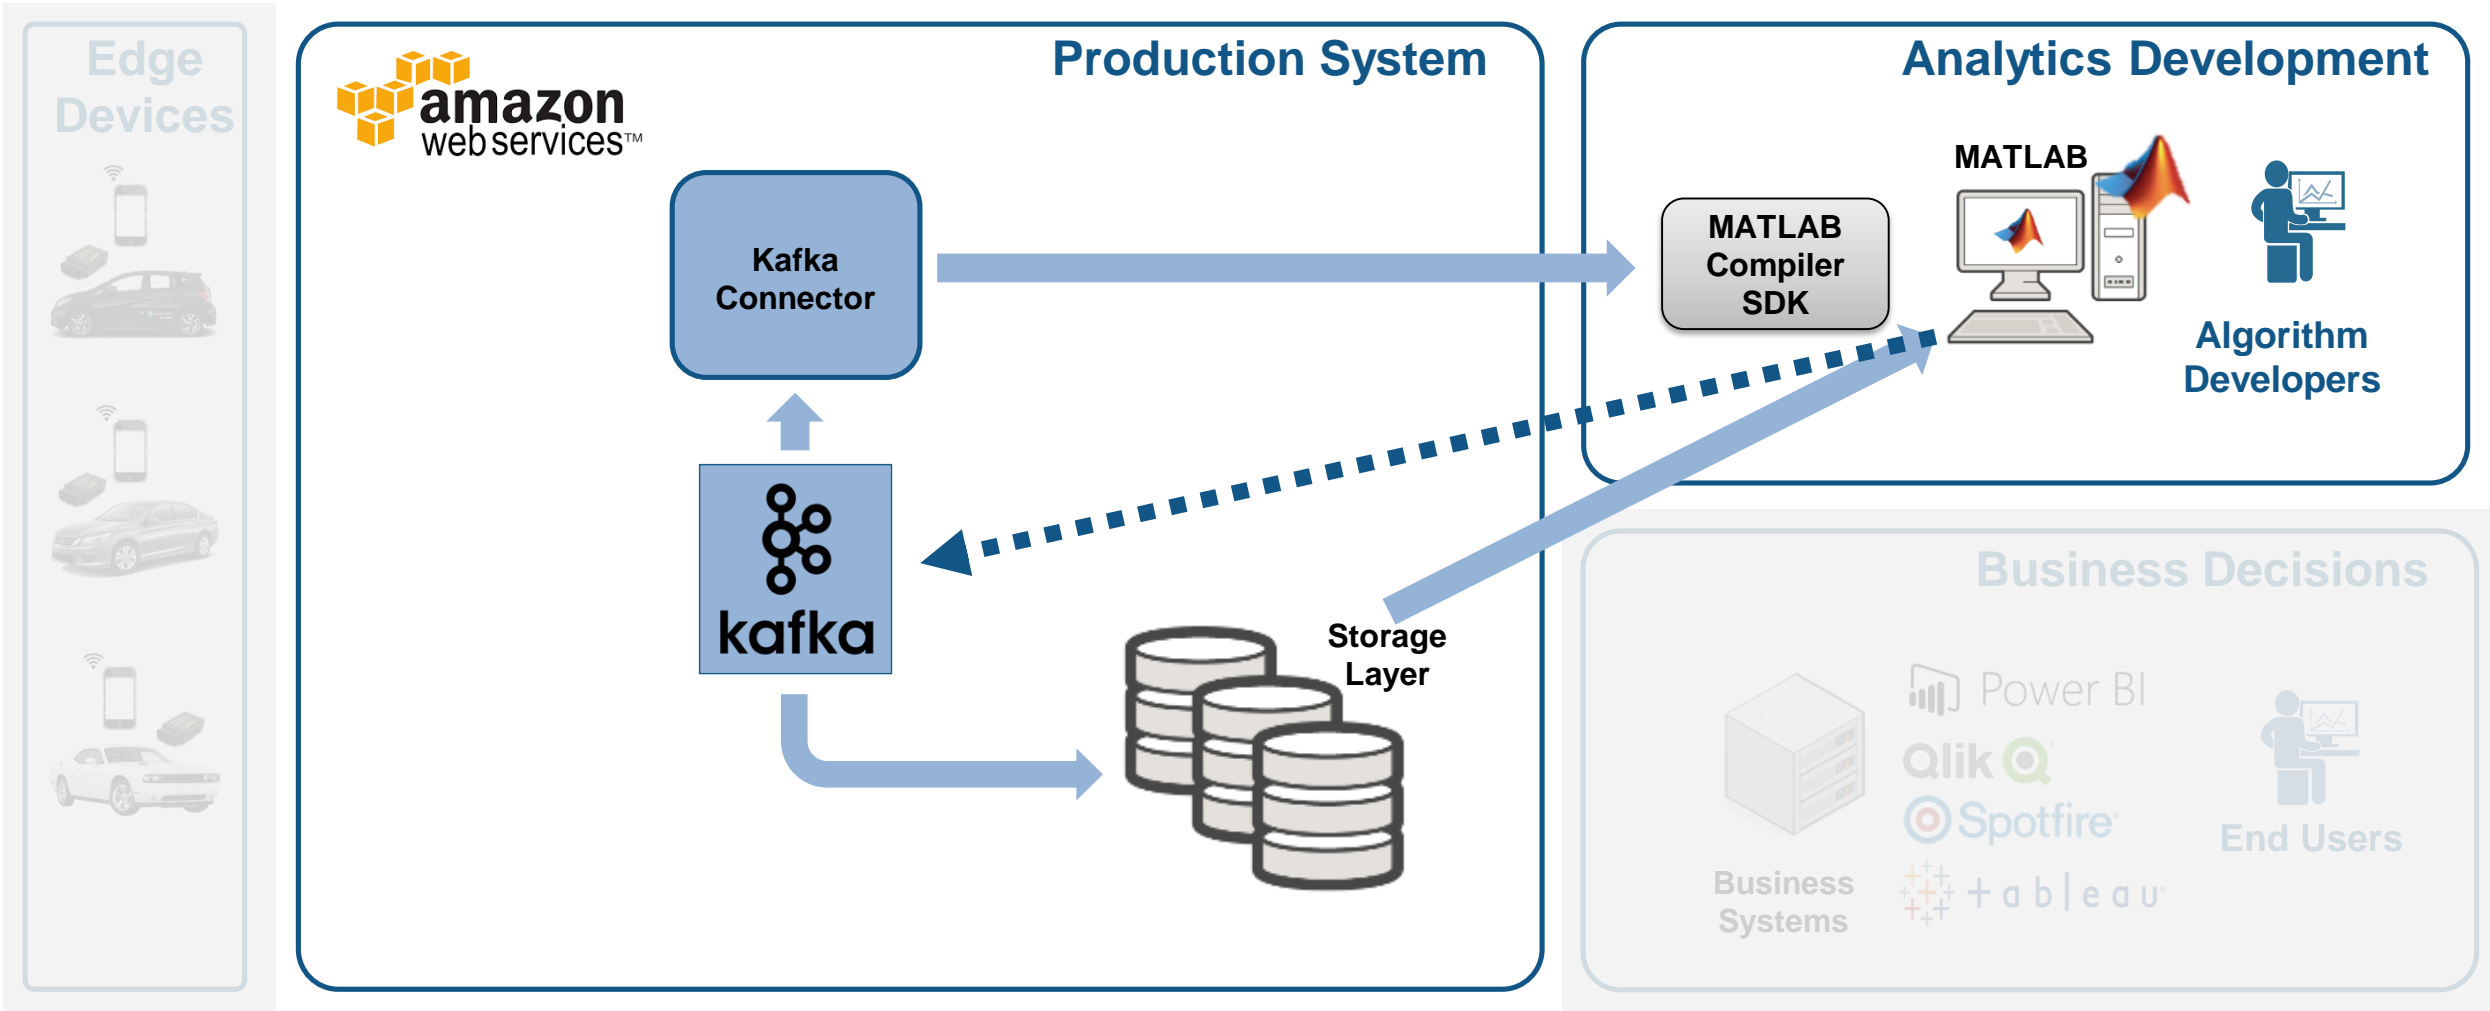 Edge
Devices
amazon
web services™
Production System
Kafka
Connector
kafka
Storage
Layer
Analytics Development
MATLAB
MATLAB
Compiler
SDK
Algorithm
Developers
Business Decisions
Power BI
Qlik
Spotfire
+ableau
Business
Systems
End Users